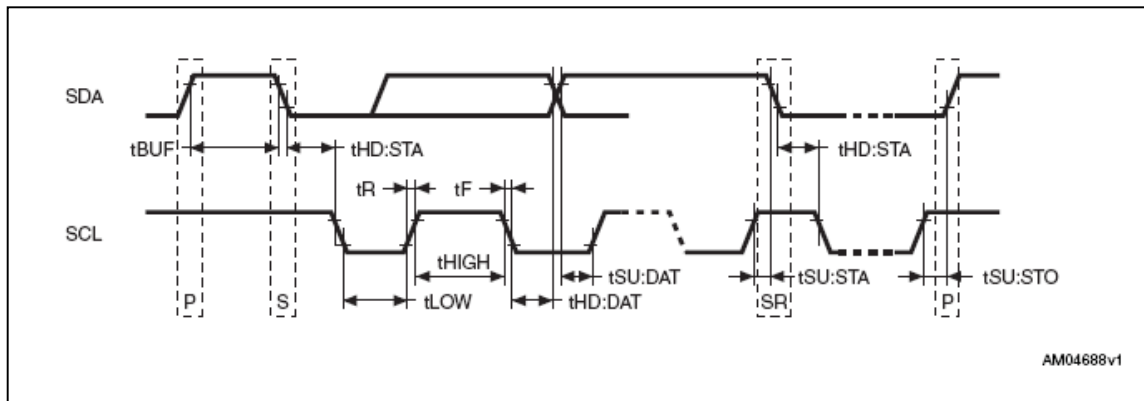 SDA
tBUF
tHD:STA
tHD:STA
tR
tF
SCL
tHIGH
tSU:DAT
tSU:STA
tSU:STO
tLOW
tHD:DAT
P
S
SR
P
AM04688v1